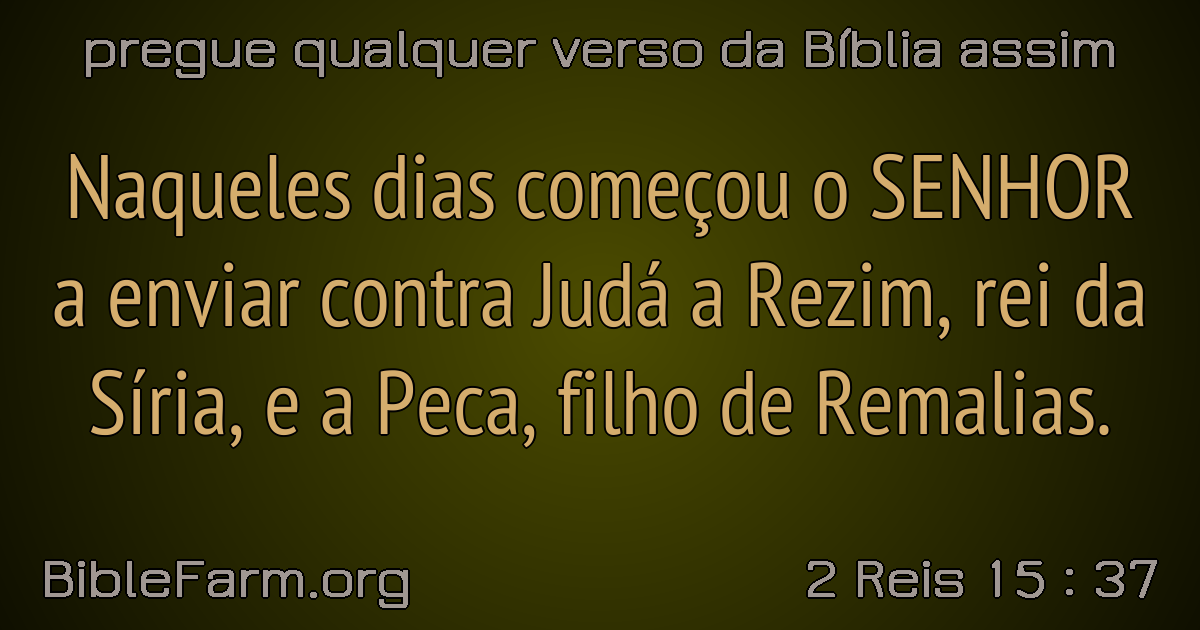 pregue qualquer verso da Bíblia assim
Naqueles dias começou o SENHOR
a enviar contra Judá a Rezim, rei da
Síria, e a Peca, filho de Remalias.
BibleFarm.org
2 Reis 15 : 37